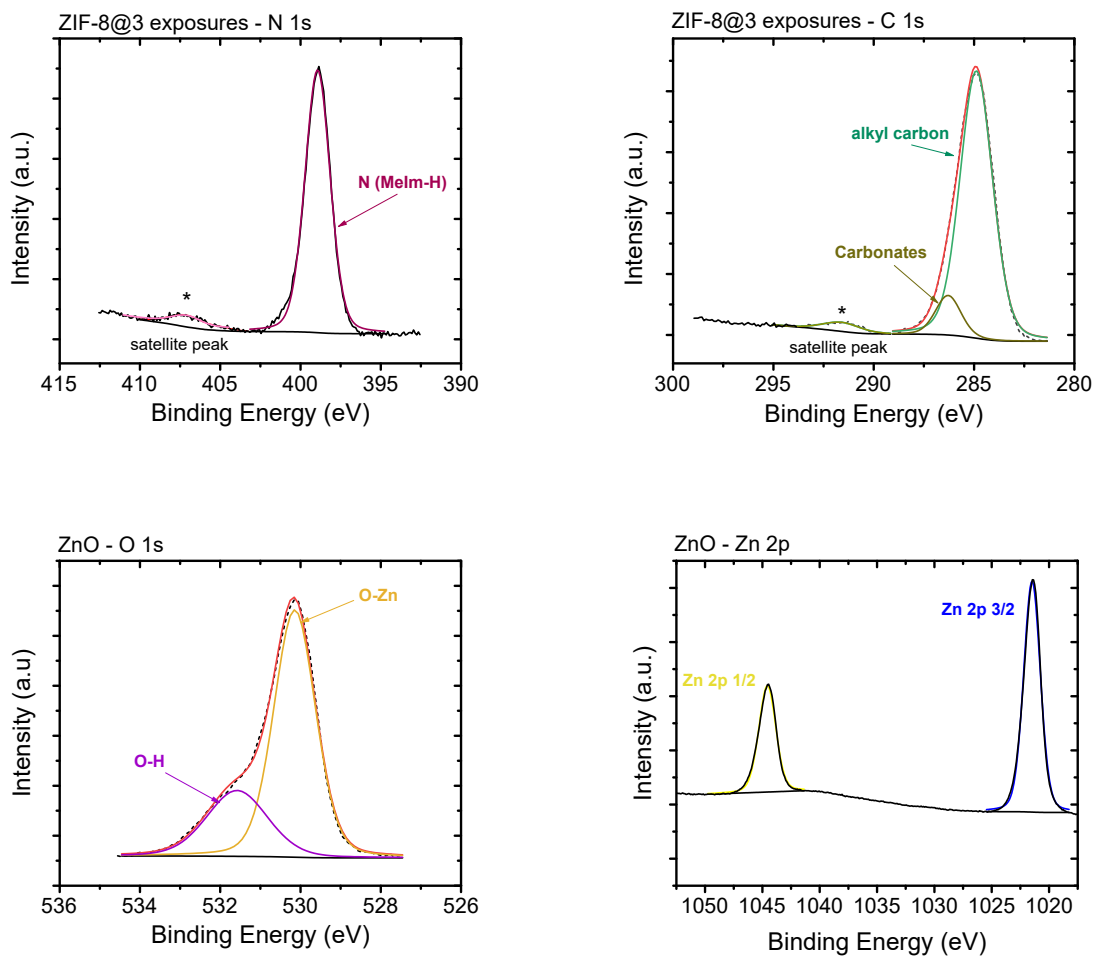 ZIF-8@3 exposures - N 1s
Intensity (a.u.)
N (MeIm-H)
*
satellite peak
415 410 405 400 395 390
Binding Energy (eV)
ZIF-8@3 exposures - C 1s
Intensity (a.u.)
alkyl carbon
Carbonates
*
satellite peak
300 295 290 285 280
Binding Energy (eV)
ZnO - O 1s
Intensity (a.u)
O-Zn
O-H
536 534 532 530 528 526
Binding Energy (eV)
ZnO - Zn 2p
Intensity (a.u.)
Zn 2p 3/2
Zn 2p 1/2
1050 1045 1040 1035 1030 1025 1020
Binding Energy (eV)